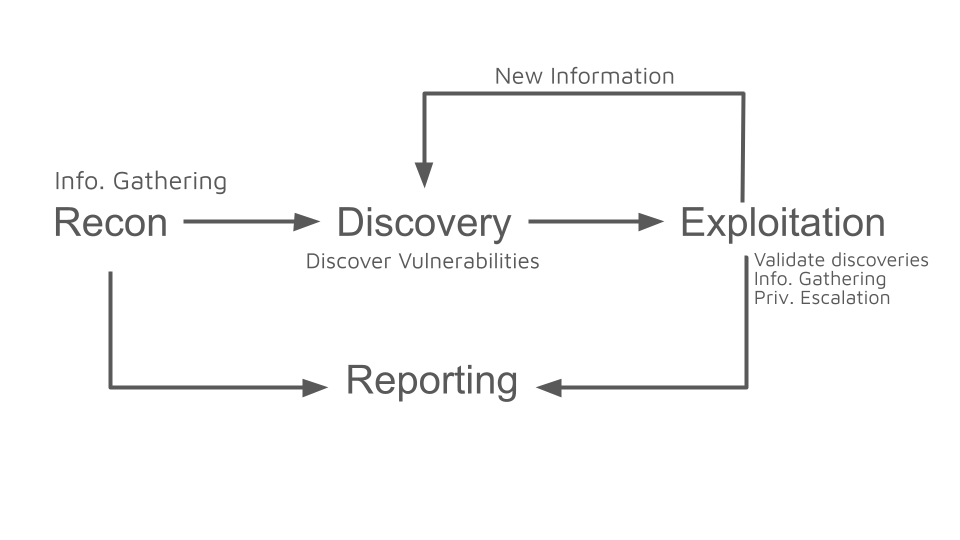 New Information
Info. Gathering
Recon
Discovery
Exploitation
Discover Vulnerabilities
Validate discoveries
Info. Gathering
Priv. Escalation
Reporting